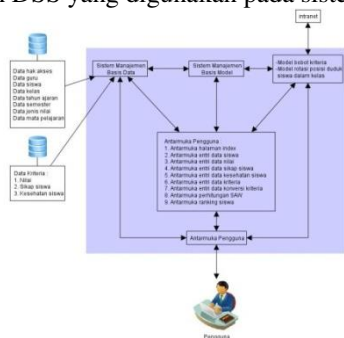 DSS yang digunakan pada siste
intranet
Data hak akses
Data guru
Data siswa
Data kelas
Data tahun ajaran
Data semester
Data jenis nilai
Data mata pelajaran
Sistem Manajemen
Basis Data
Sistem Manajemen
Basis Model
-Model bobot kriteria
-Model rotasi posisi duduk
siswa dalam kelas
Data Kriteria :
1. Nilai
2. Sikap siswa
3. Kesehatan siswa
Antarmuka Pengguna
1. Antarmuka halaman index
2. Antarmuka entri data siswa
3. Antarmuka entri data nilai
4. Antarmuka entri data sikap siswa
5. Antarmuka entri data kesehatan siswa
6. Antarmuka entri data kriteria
7. Antarmuka entri data konversi kriteria
8. Antarmuka perhitungan SAW
9. Antarmuka ranking siswa
Antarmuka Pengguna
Pengguna